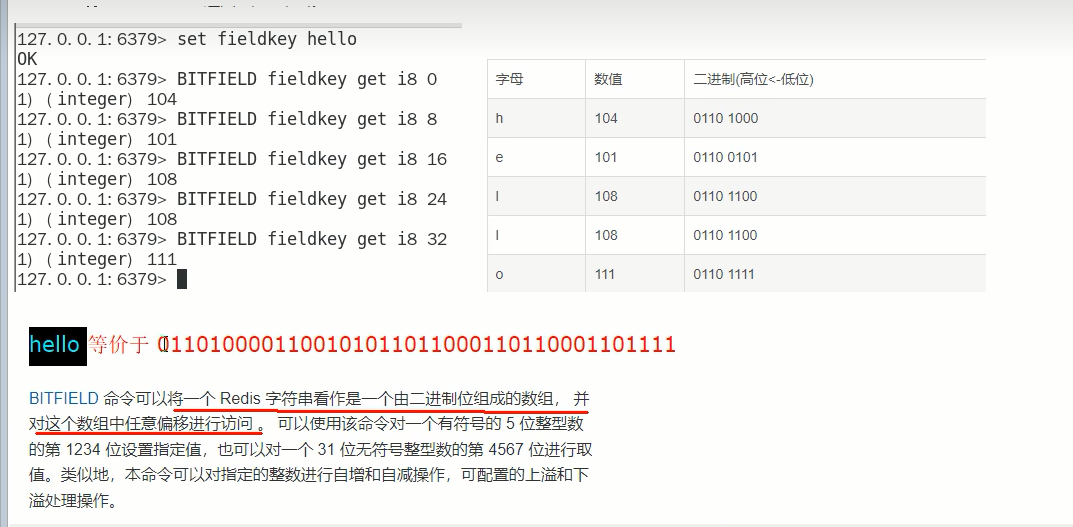 127.0.0.1:6379> set fieldkey hello
OK
127.0.0.1:6379> BITFIELD fieldkey get i8 0
1) (integer) 104
127.0.0.1:6379> BITFIELD fieldkey get i8 8
1) (integer) 101
127.0.0.1:6379> BITFIELD fieldkey get i8 16
1) (integer) 108
127.0.0.1:6379> BITFIELD fieldkey get i8 24
1) (integer) 108
127.0.0.1:6379> BITFIELD fieldkey get i8 32
1) (integer) 111
127.0.0.1:6379>
字母 数值 二进制(高位<-低位)
h 104 0110 1000
e 101 0110 0101
l 108 0110 1100
l 108 0110 1100
o 111 0110 1111
hello 等价于 0110100001100101011011000110110001101111
BITFIELD 命令可以将一个 Redis 字符串看作是一个由二进制位组成的数组， 并
对这个数组中任意偏移进行访问 。 可以使用该命令对一个有符号的 5 位整型数
的第 1234 位设置指定值，也可以对一个 31 位无符号整型数的第 4567 位进行取
值。类似地，本命令可以对指定的整数进行自增和自减操作，可配置的上溢和下
溢处理操作。